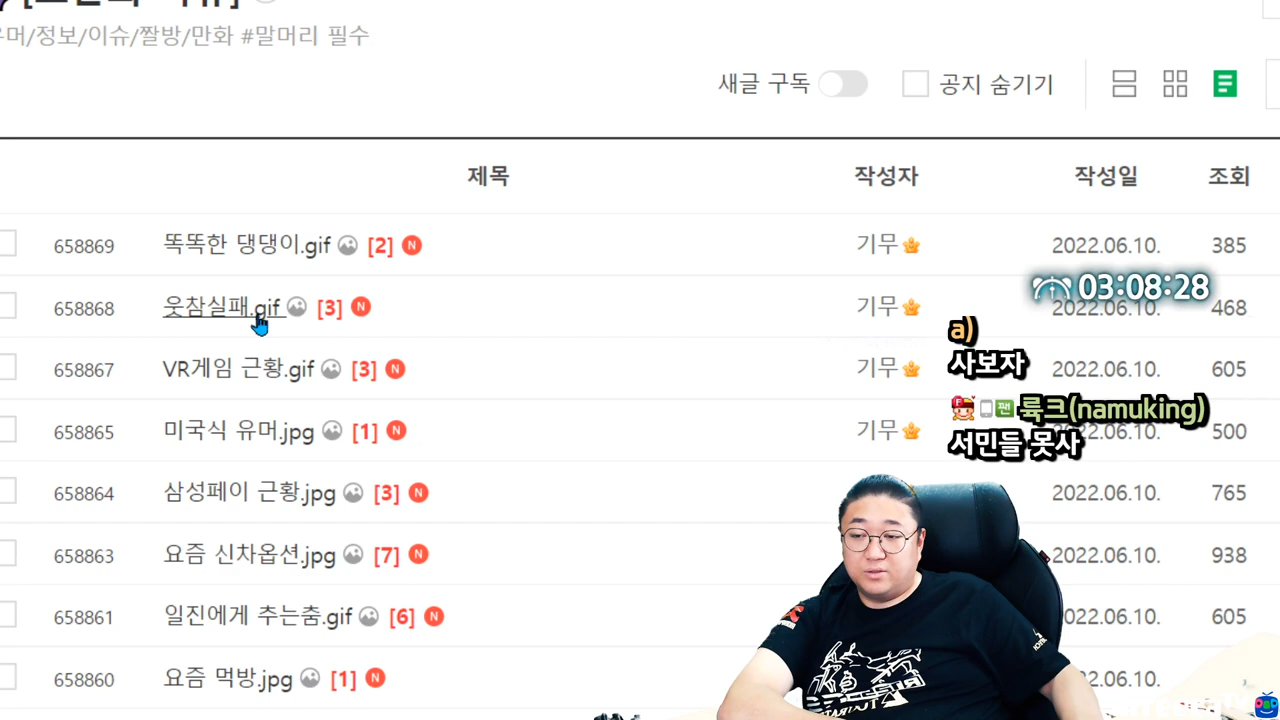 유머/정보/이슈/짤방/만화 #말머리 필수
새글 구독 공지 숨기기
제목 작성자 작성일 조회
658869 똑똑한 댕댕이.gif [2] N 기무 2022.06.10. 385
03:08:28
658868 웃참실패.gif [3] N 기무 2022.06.10. 468
a)
사보자
658867 VR게임 근황.gif [3] N 기무 2022.06.10. 605
륙크(namuking)
658865 미국식 유머.jpg [1] N 기무 2022.06.10. 500
서민들 못사
658864 삼성페이 근황.jpg [3] N 2022.06.10. 765
658863 요즘 신차옵션.jpg [7] N 2022.06.10. 938
658861 일진에게 추는춤.gif [6] N 2022.06.10. 605
658860 요즘 먹방.jpg [1] N 2.06.10.